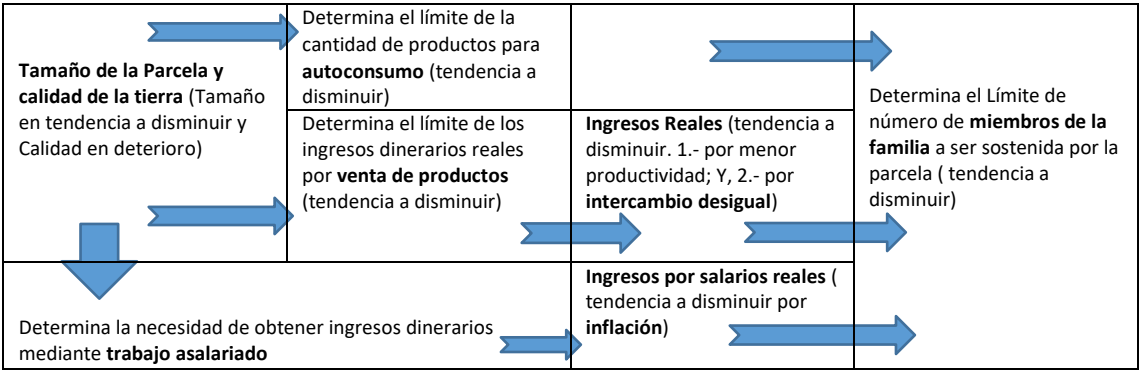 Tamaño de la Parcela y
calidad de la tierra (Tamaño
en tendencia a disminuir y
Calidad en deterioro)
Determina el límite de la
cantidad de productos para
autoconsumo (tendencia a
disminuir)
Determina el límite de los
ingresos dinerarios reales
por venta de productos
(tendencia a disminuir)
Ingresos Reales (tendencia a
disminuir. 1.- por menor
productividad; Y, 2.- por
intercambio desigual)
Determina el Límite de
número de miembros de la
familia a ser sostenida por la
parcela ( tendencia a
disminuir)
Determina la necesidad de obtener ingresos dinerarios
mediante trabajo asalariado
Ingresos por salarios reales (
tendencia a disminuir por
inflación)